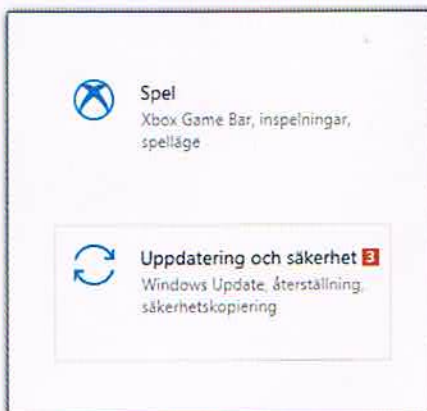 Spel
Xbox Game Bar, inspelningar,
spelläge
Uppdatering och säkerhet 3
Windows Update, återställning,
säkerhetskopiering